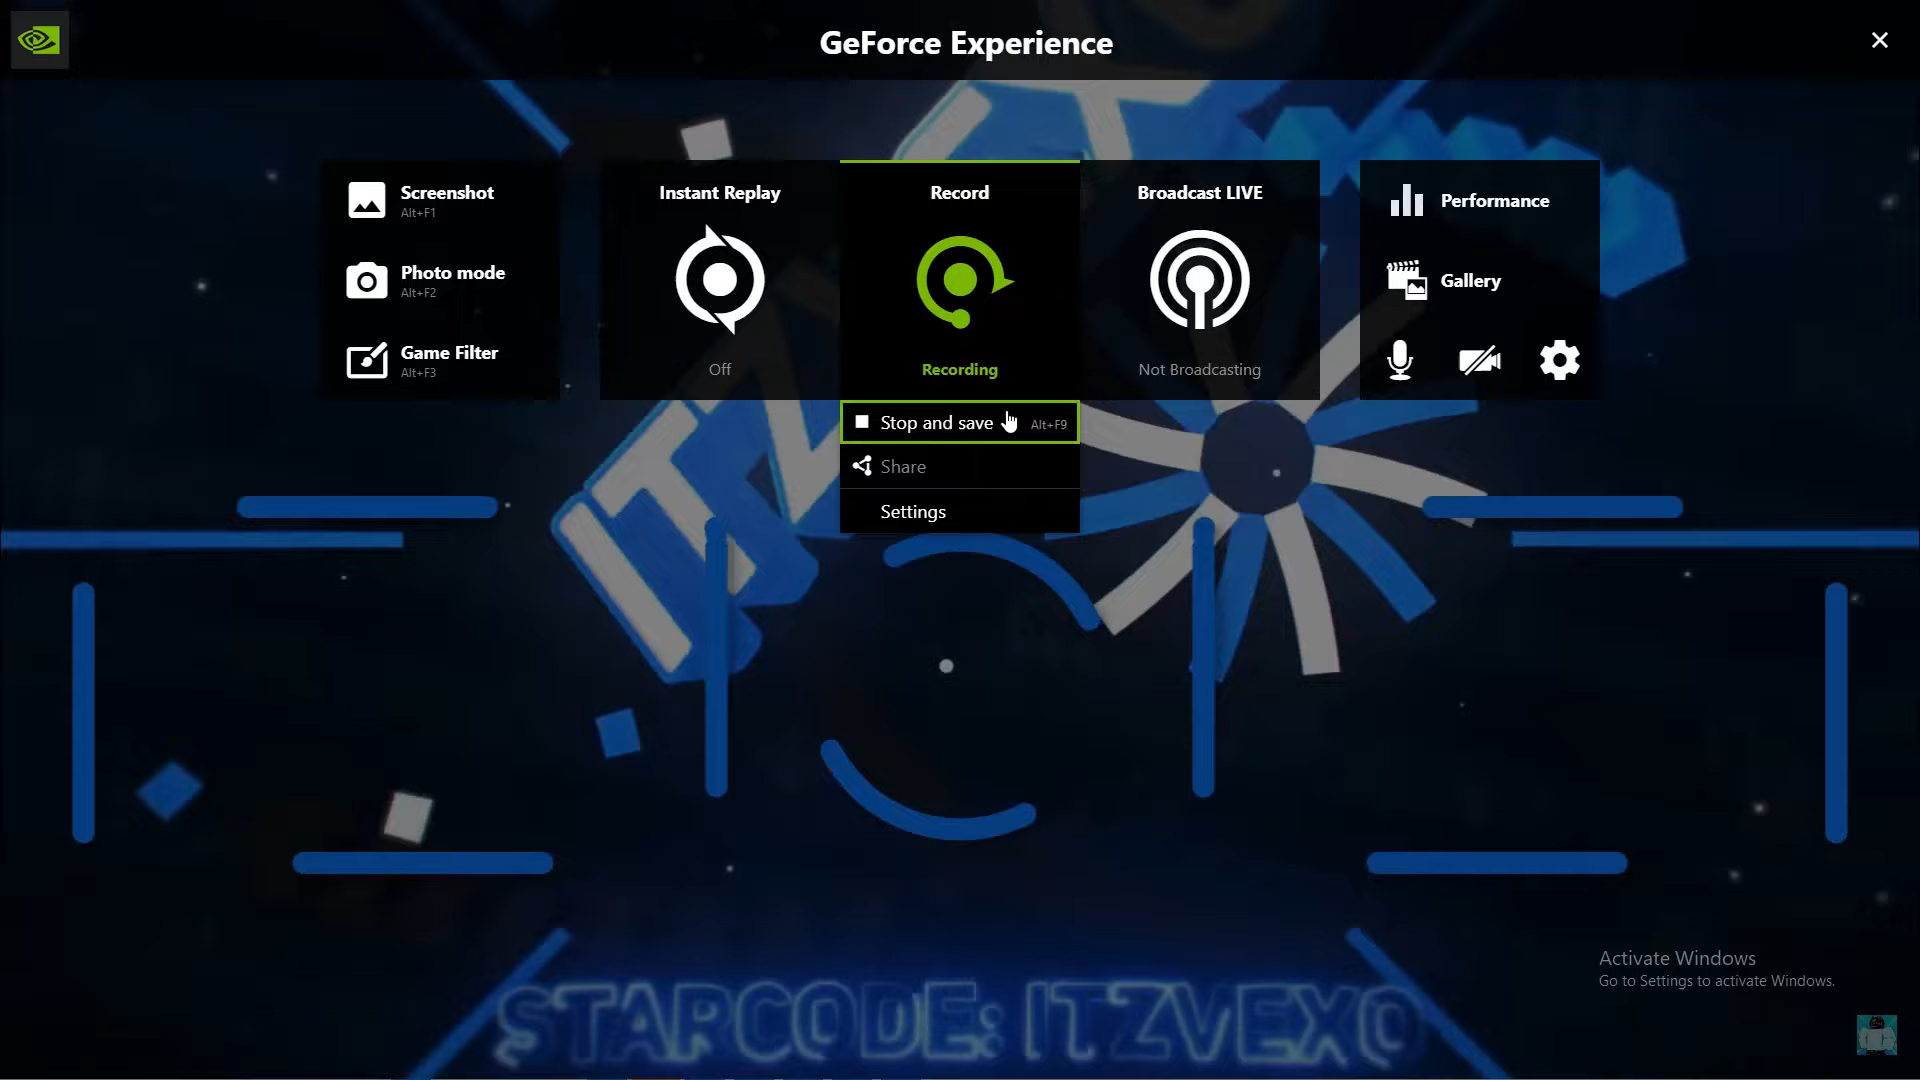 GeForce Experience
Screenshot
Alt+F1
Photo mode
Alt+F2
Game Filter
Alt+F3
Instant Replay
Off
Record
Recording
Stop and save
Alt+F9
Share
Settings
Broadcast LIVE
Not Broadcasting
Performance
Gallery
Activate Windows
Go to Settings to activate Windows.
STARCODE: ITZVEXO